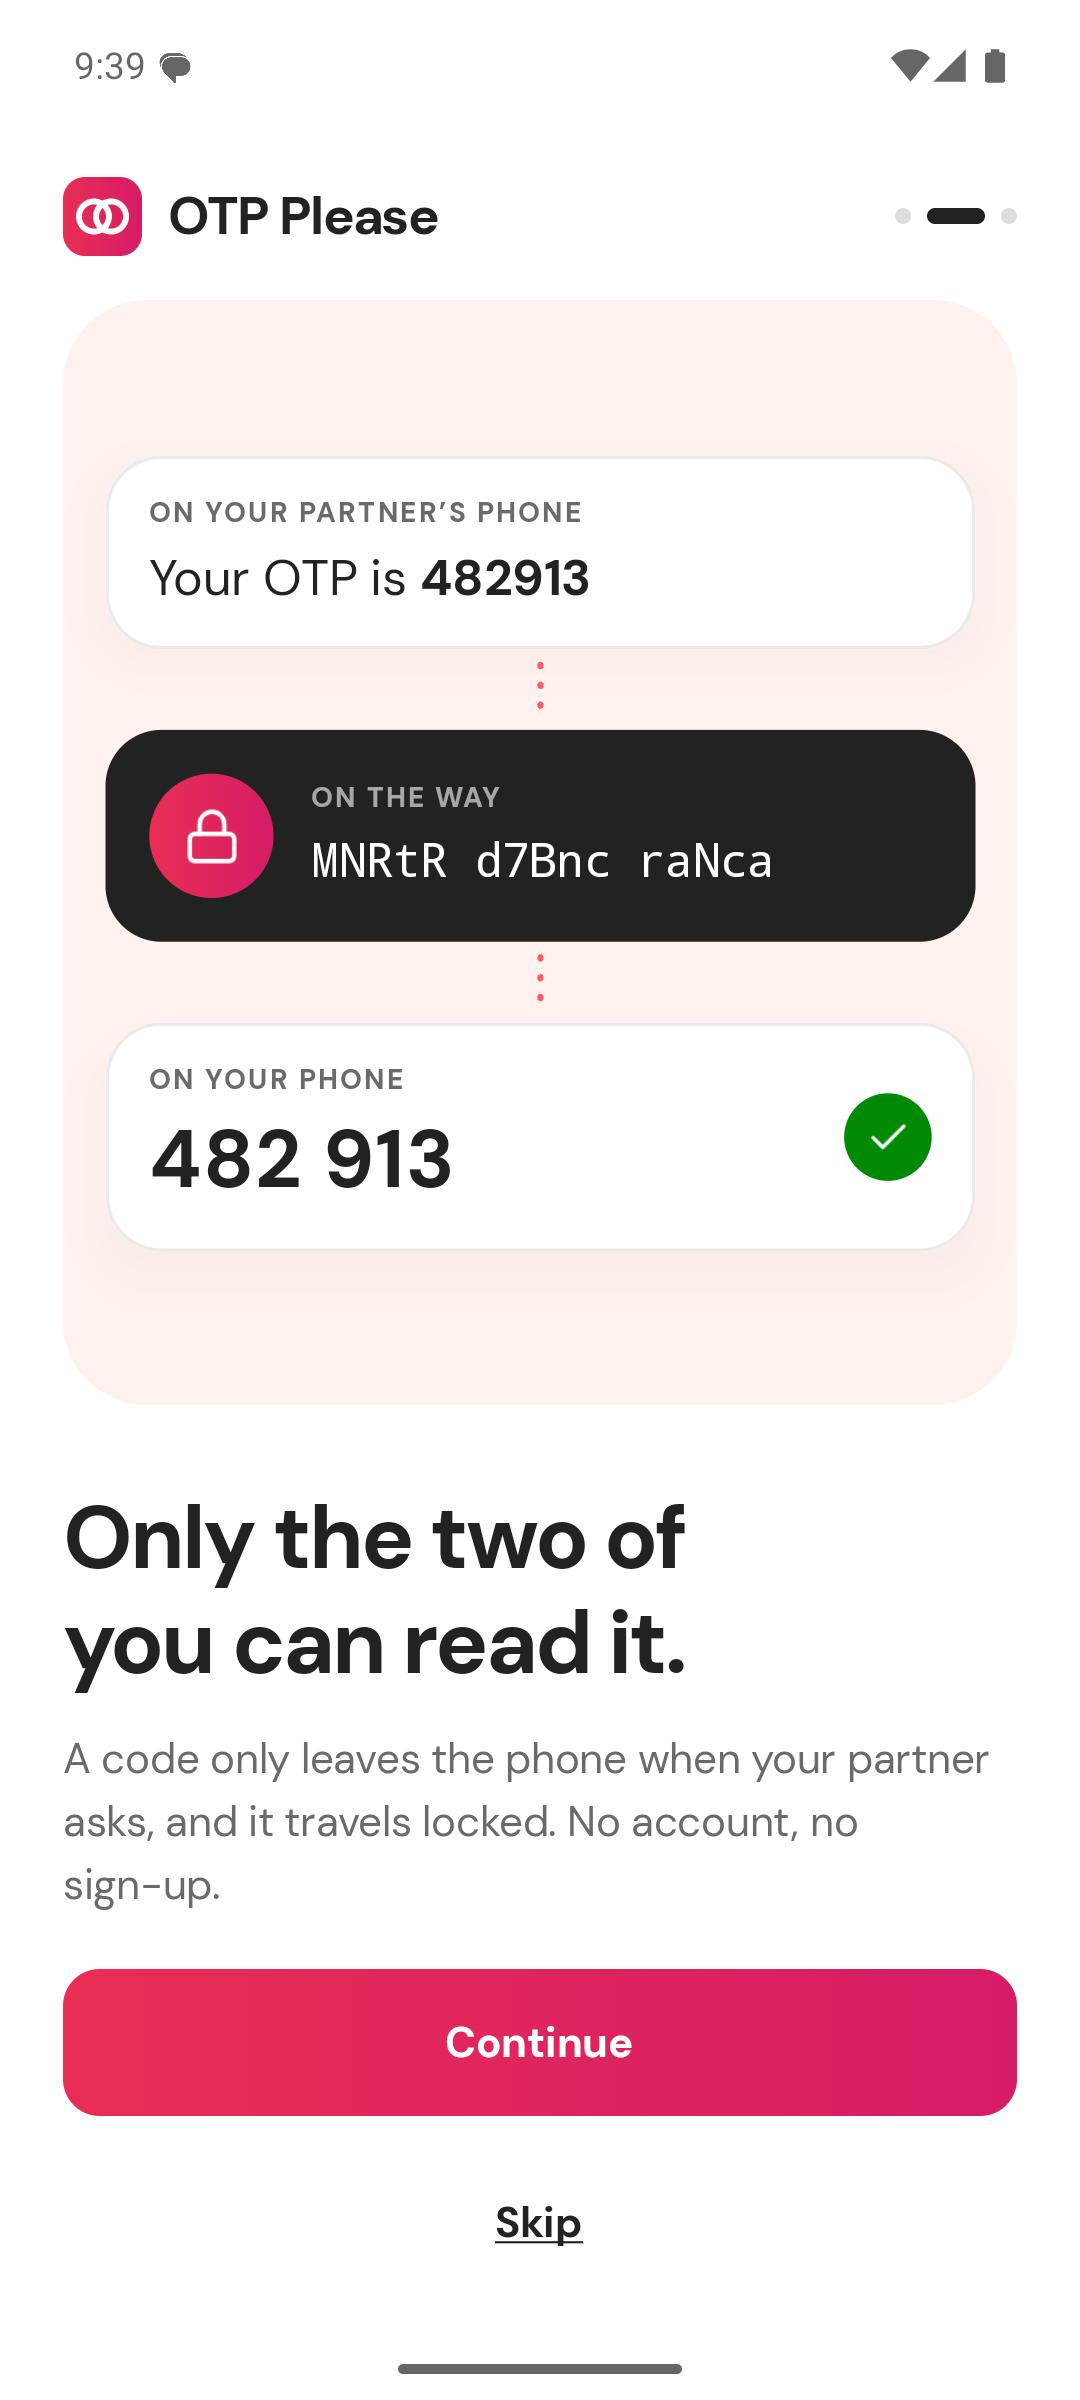 9:39
OTP Please
ON YOUR PARTNER’S PHONE
Your OTP is 482913
ON THE WAY
MNRtR d7Bnc raNca
ON YOUR PHONE
482 913
Only the two of
you can read it.
A code only leaves the phone when your partner
asks, and it travels locked. No account, no
sign-up.
Continue
Skip